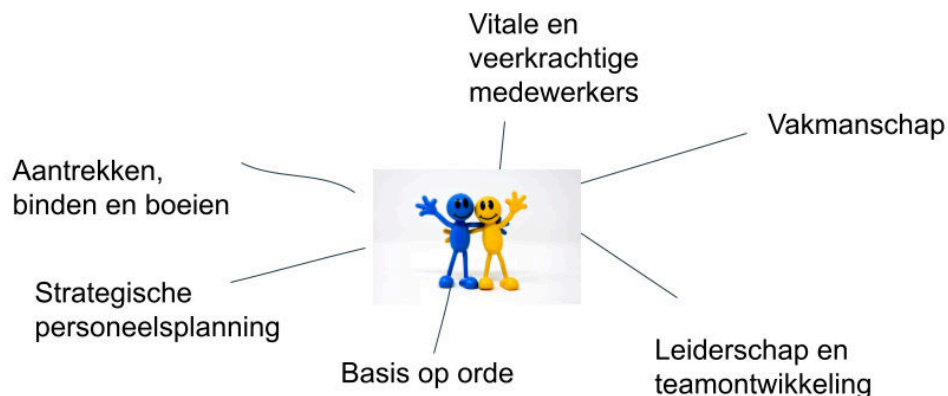 Vitale en
veerkrachtige
medewerkers
Vakmanschap
Aantrekken,
binden en boeien
Strategische
personeelsplanning
Basis op orde
Leiderschap en
teamontwikkeling